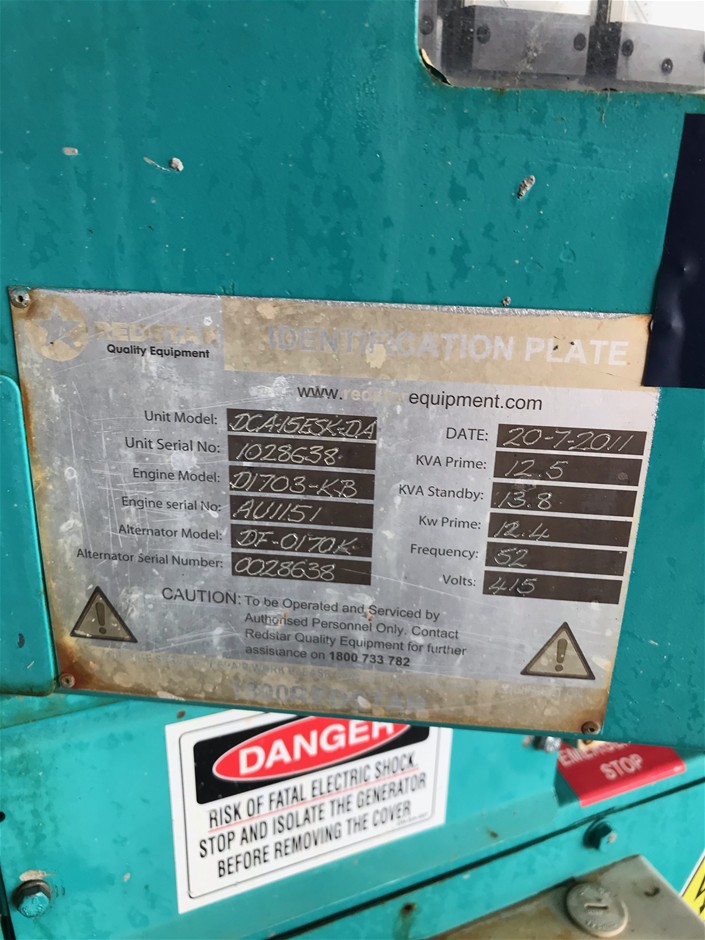 REDSTAR
Quality Equipment
IDENTIFICATION PLATE
www.redstarequipment.com
Unit Model: DCA-15ESK-DA
Unit Serial No: 1028638
Engine Model: D1703-KB
Engine serial No: AU1151
Alternator Model: DF-0170K
Alternator Serial Number: 0028638
DATE: 20-7-2011
KVA Prime: 12.5
KVA Standby: 13.8
Kw Prime: 12.4
Frequency: 52
Volts: 415
CAUTION: To be Operated and Serviced by
Authorised Personnel Only. Contact
Redstar Quality Equipment for further
assistance on 1800 733 782
DANGER
RISK OF FATAL ELECTRIC SHOCK.
STOP AND ISOLATE THE GENERATOR
BEFORE REMOVING THE COVER
EMERGENCY
STOP